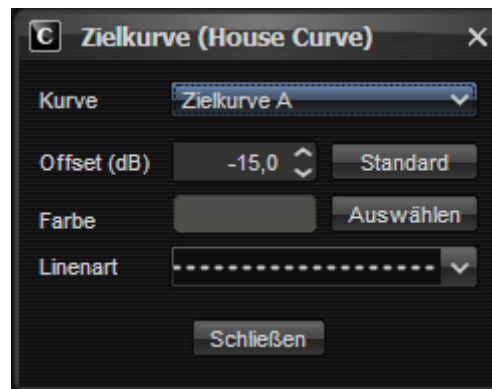 C Zielkurve (House Curve)
Kurve Zielkurve A
Offset (dB) -15,0 Standard
Farbe Auswählen
Linenart
Schließen